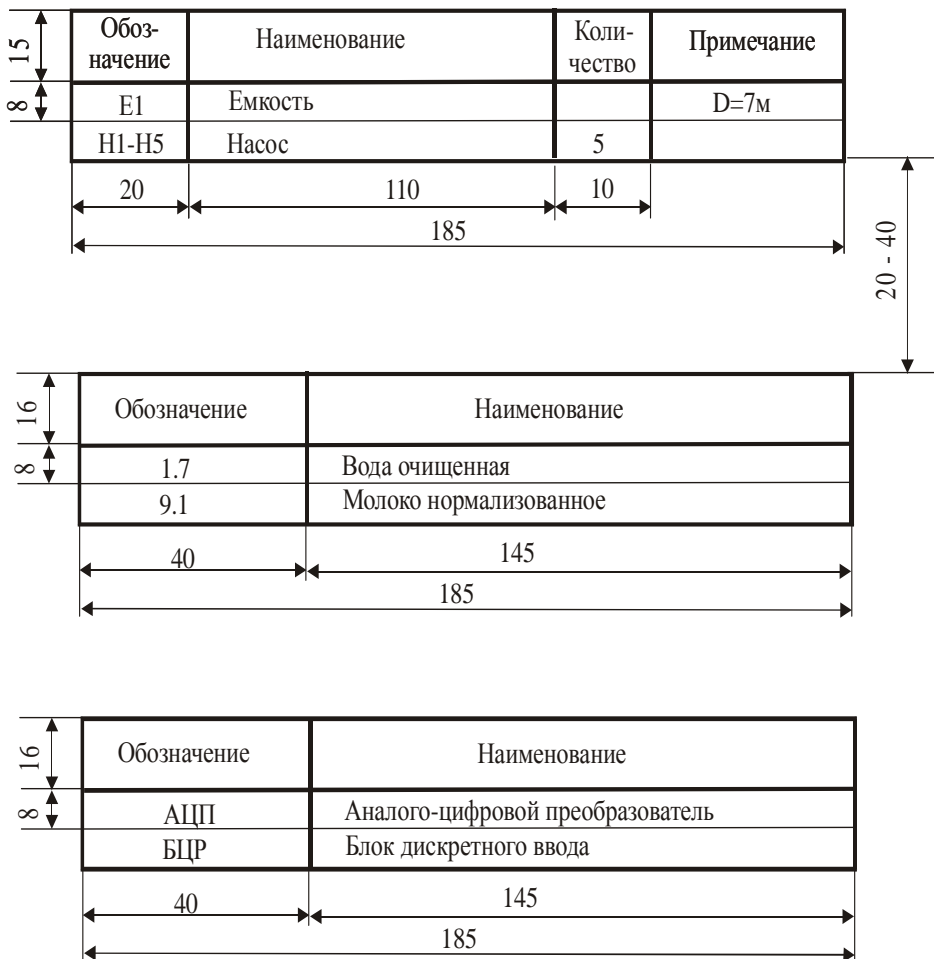 15
Обоз-
начение
Наименование
Коли-
чество
Примечание
8
Е1 Емкость D=7м
Н1-Н5 Насос 5
20 110 10
185
20 - 40
16
Обозначение Наименование
8
1.7 Вода очищенная
9.1 Молоко нормализованное
40 145
185
16
Обозначение Наименование
8
АЦП Аналого-цифровой преобразователь
БЦР Блок дискретного ввода
40 145
185